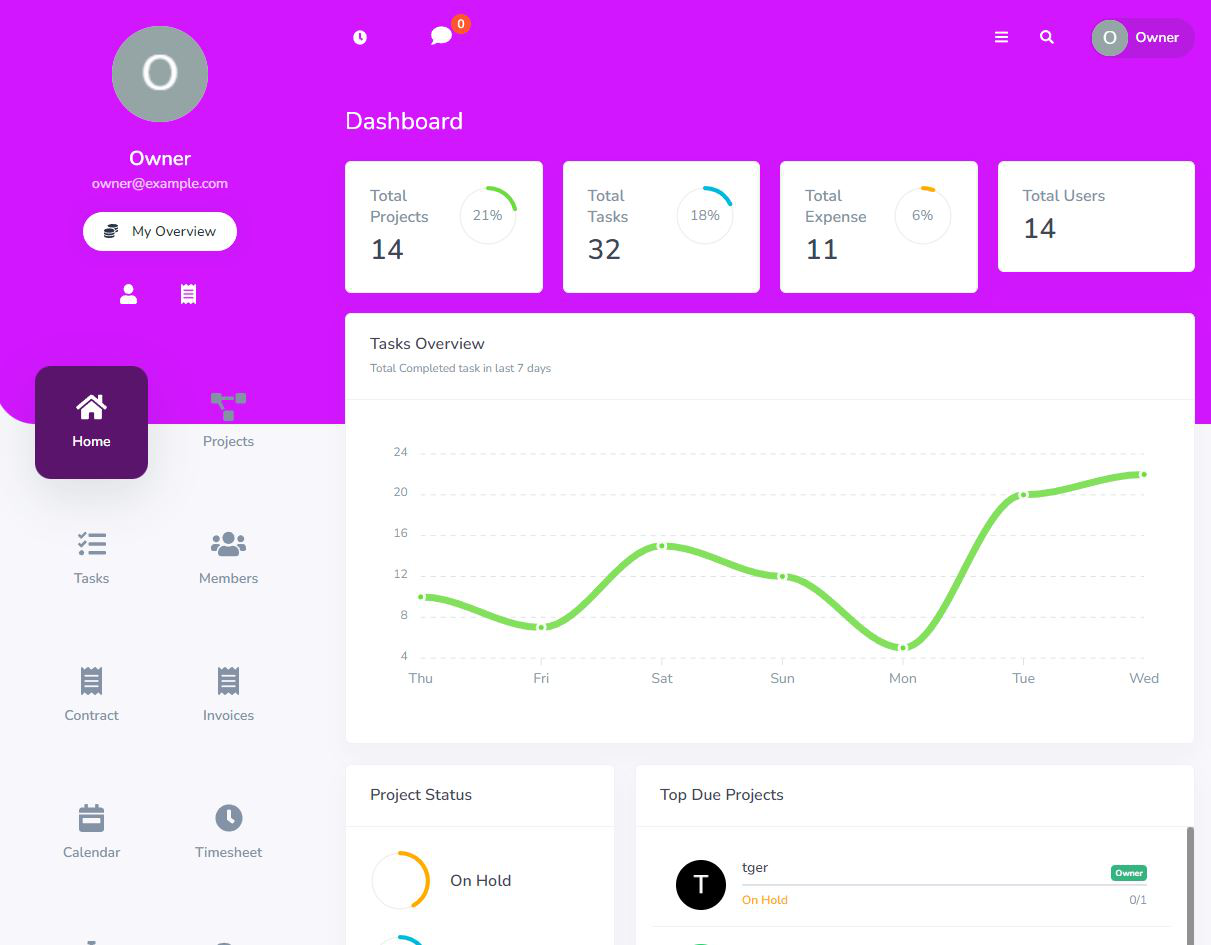 O
Owner
owner@example.com
My Overview
Home
Projects
Tasks
Members
Contract
Invoices
Calendar
Timesheet
0
O
Owner
Dashboard
Total
Projects
14
21%
Total
Tasks
32
18%
Total
Expense
11
6%
Total Users
14
Tasks Overview
Total Completed task in last 7 days
24
20
16
12
8
4
Thu Fri Sat Sun Mon Tue Wed
Project Status
On Hold
Top Due Projects
T
tger
Owner
On Hold
0/1